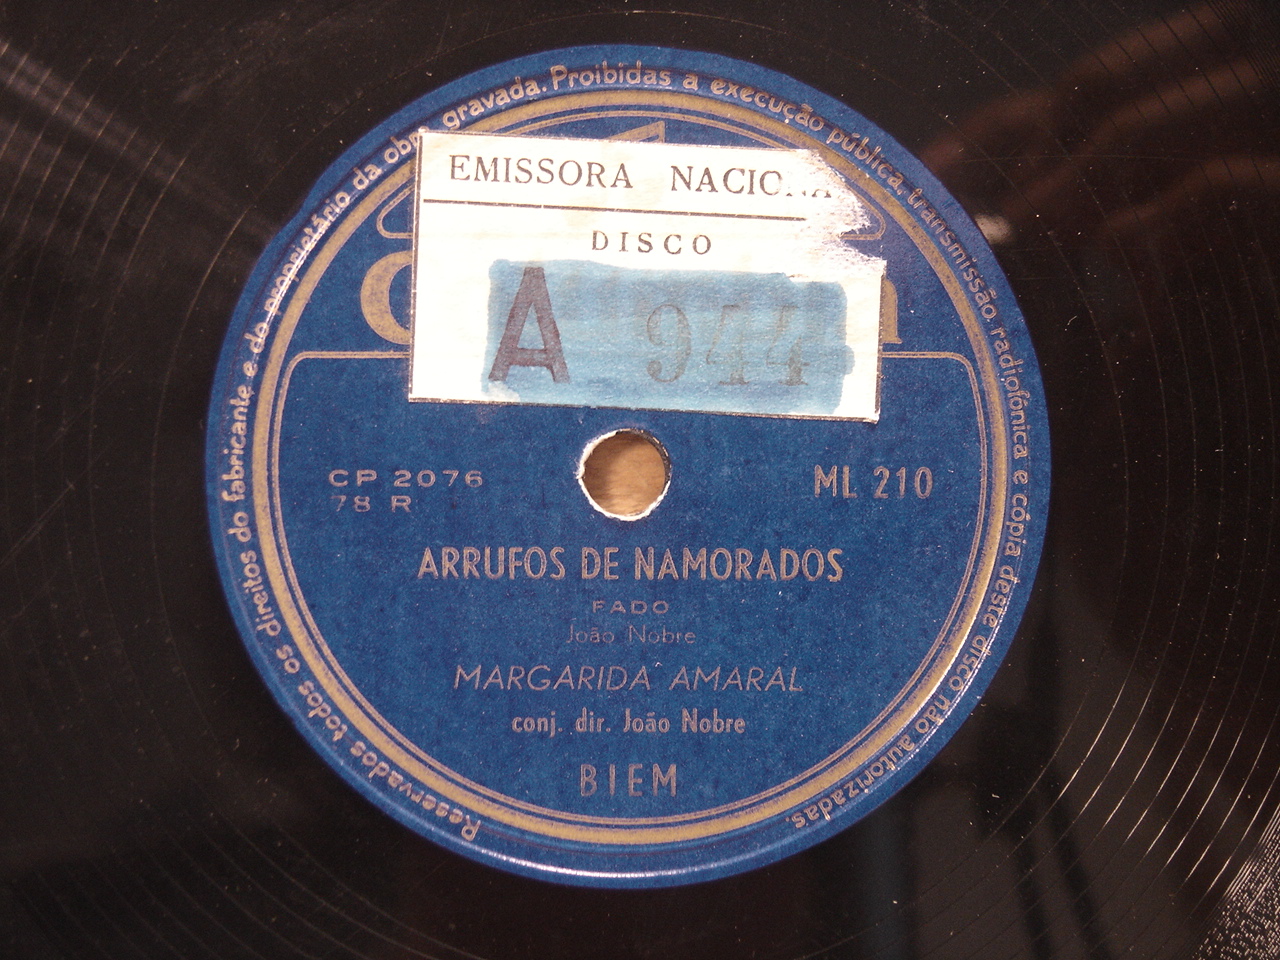 Reservados todos os direitos do fabricante e do proprietário da obra gravada. Proibidas a execução pública, transmissão radiofónica e cópia deste disco não autorizadas.
EMISSORA
DISCO
A 944
CP 2076
78 R
ML 210
ARRUFOS DE NAMORADOS
FADO
João Nobre
MARGARIDA AMARAL
conj. dir. João Nobre
BIEM